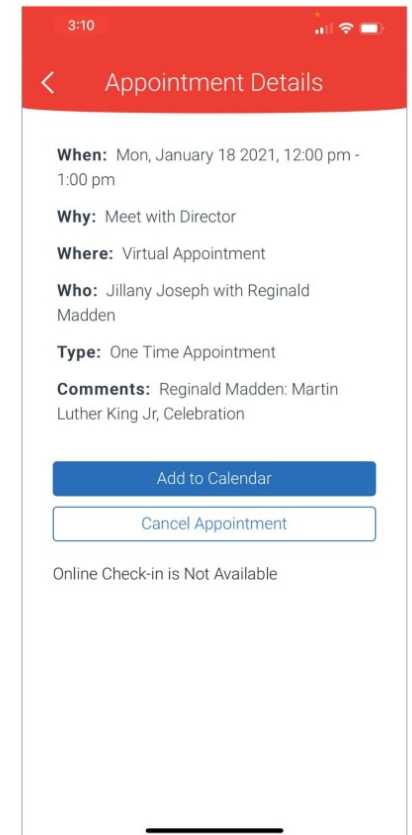 3:10
Appointment Details
When: Mon, January 18 2021, 12:00 pm -
1:00 pm
Why: Meet with Director
Where: Virtual Appointment
Who: Jillany Joseph with Reginald
Madden
Type: One Time Appointment
Comments: Reginald Madden: Martin
Luther King Jr, Celebration
Add to Calendar
Cancel Appointment
Online Check-in is Not Available